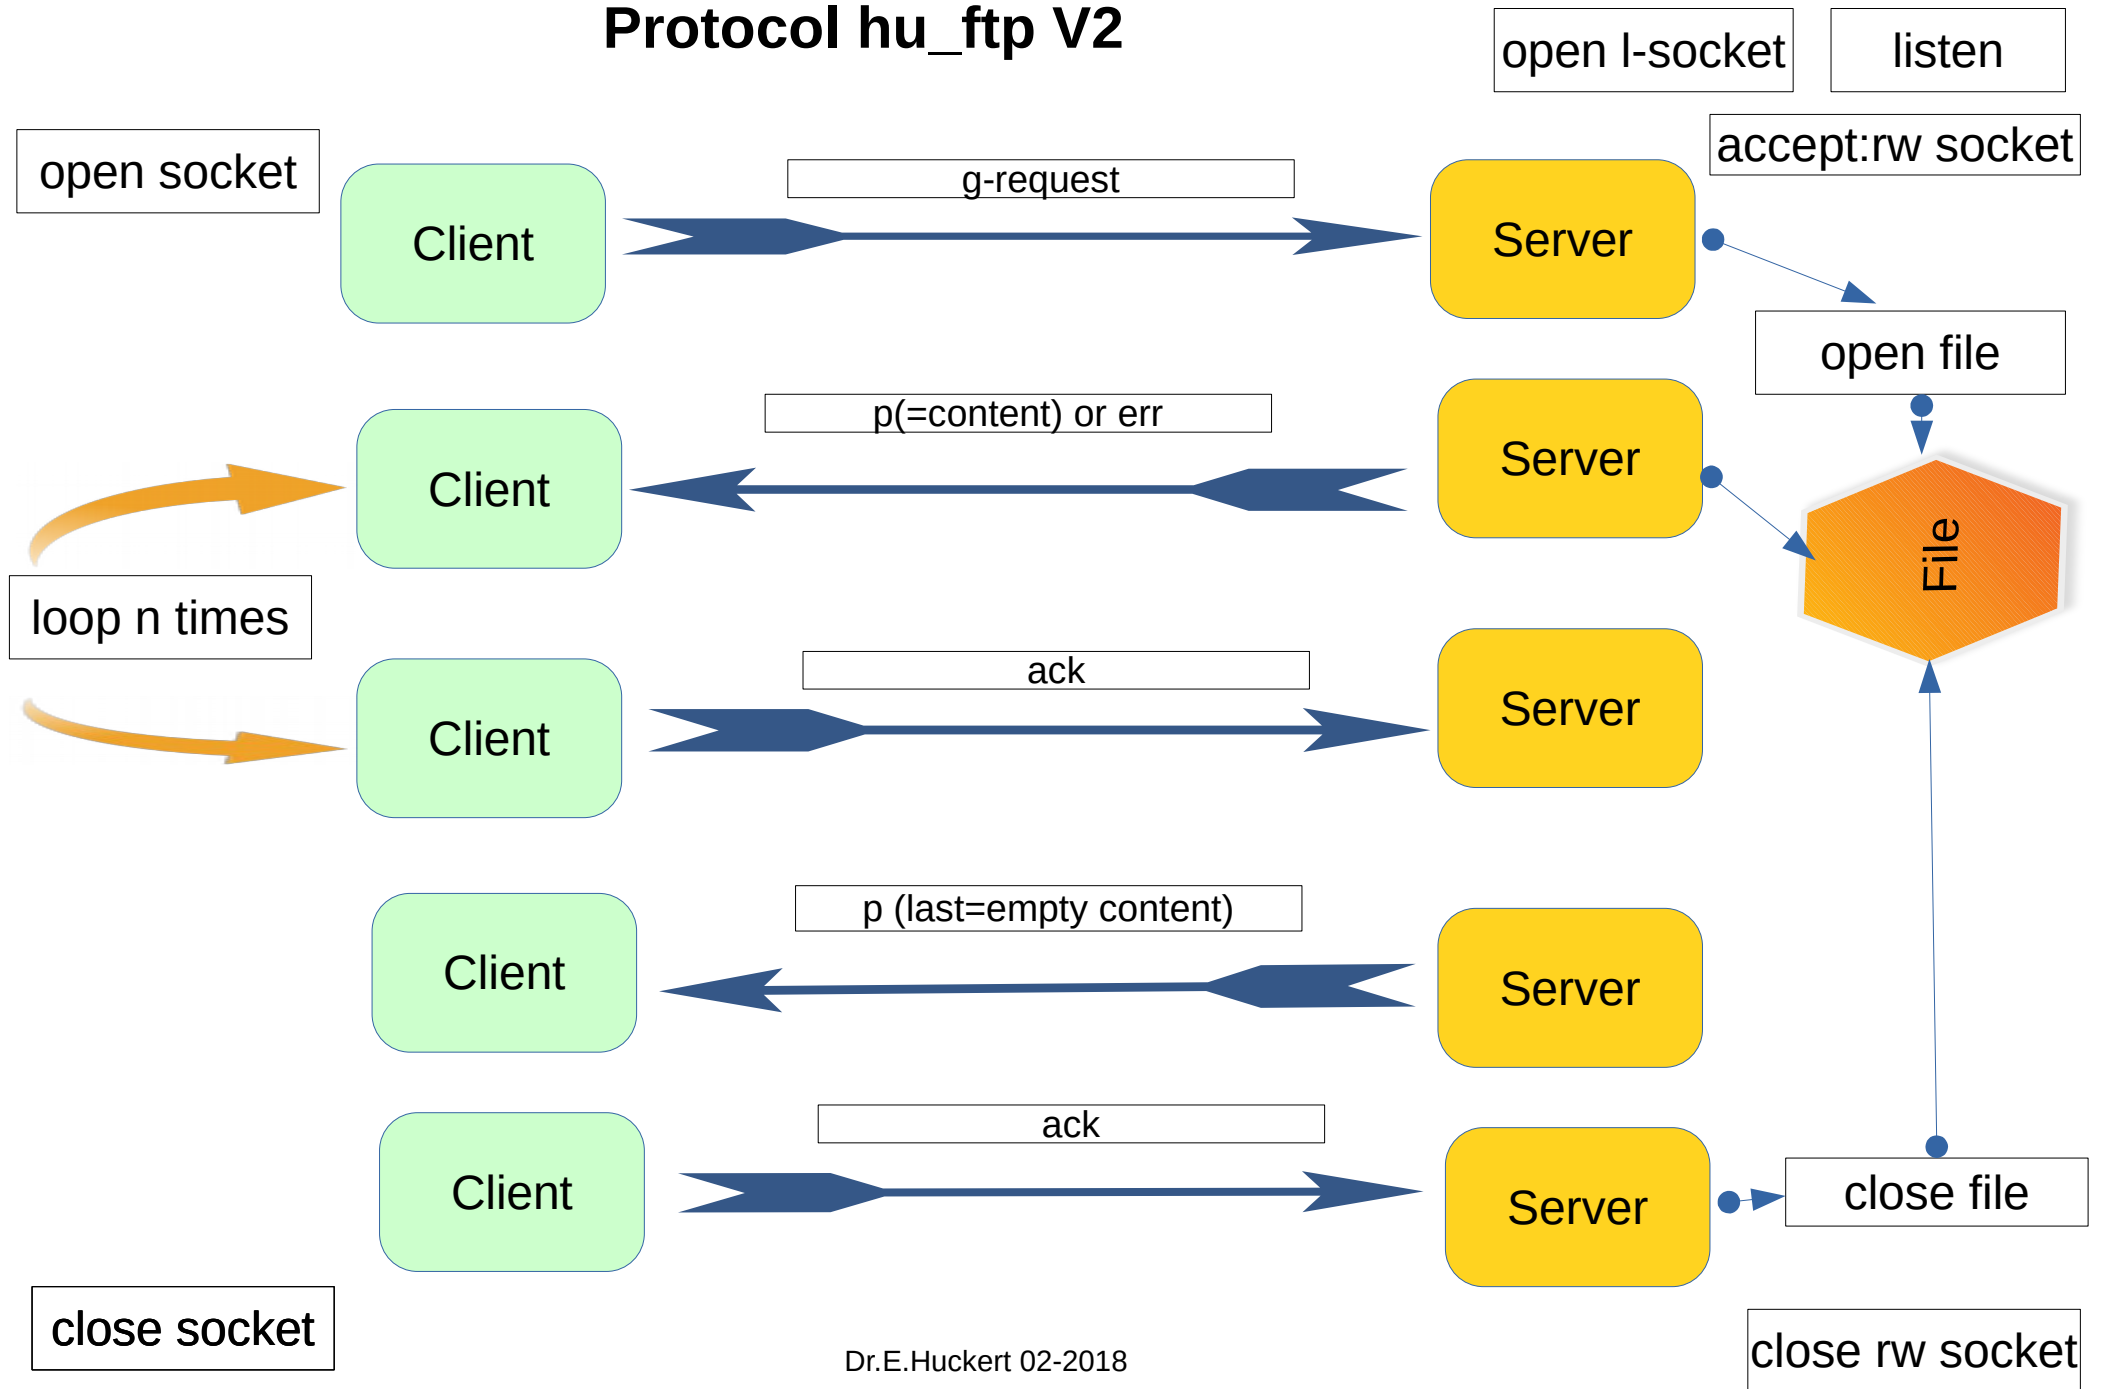 Protocol hu_ftp V2
open l-socket
listen
accept:rw socket
open socket
g-request
Client
Server
open file
p(=content) or err
Client
Server
File
loop n times
ack
Client
Server
p (last=empty content)
Client
Server
ack
Client
Server
close file
close socket
close rw socket
Dr.E.Huckert 02-2018